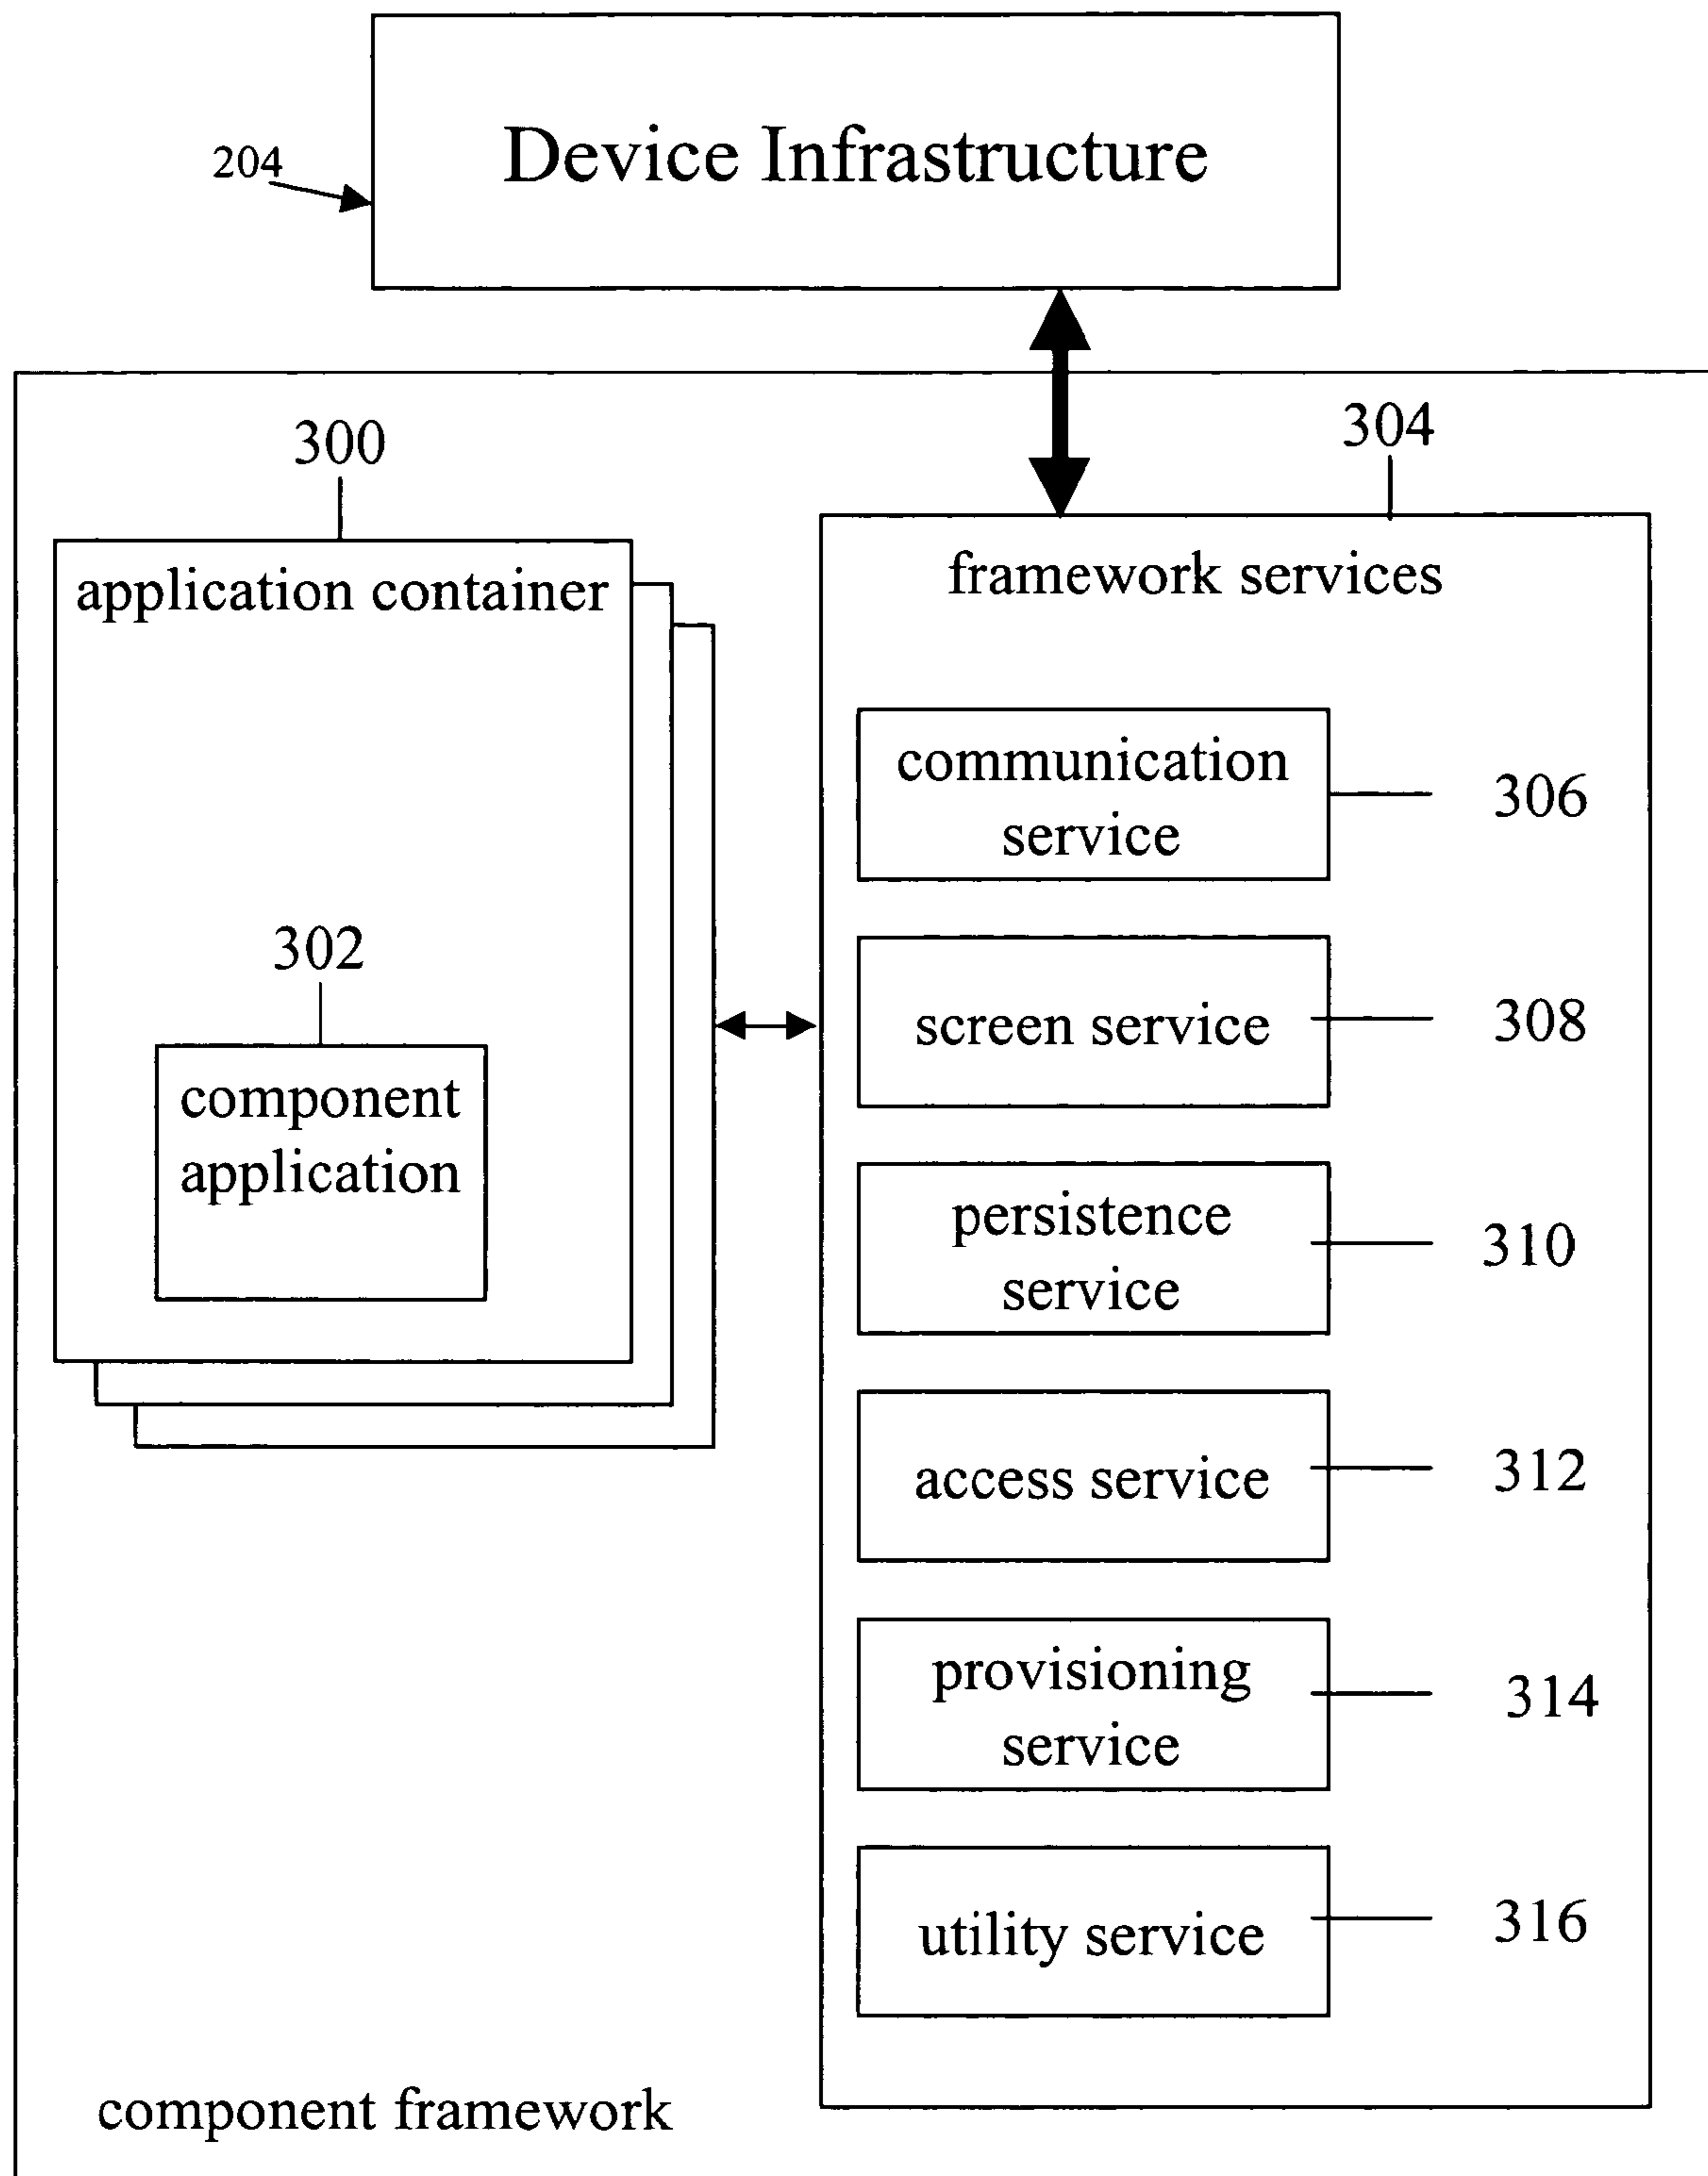 Device Infrastructure
204
300
304
application container
framework services
communication
service
306
302
screen service
308
component
application
persistence
service
310
access service
312
provisioning
service
314
utility service
316
component framework